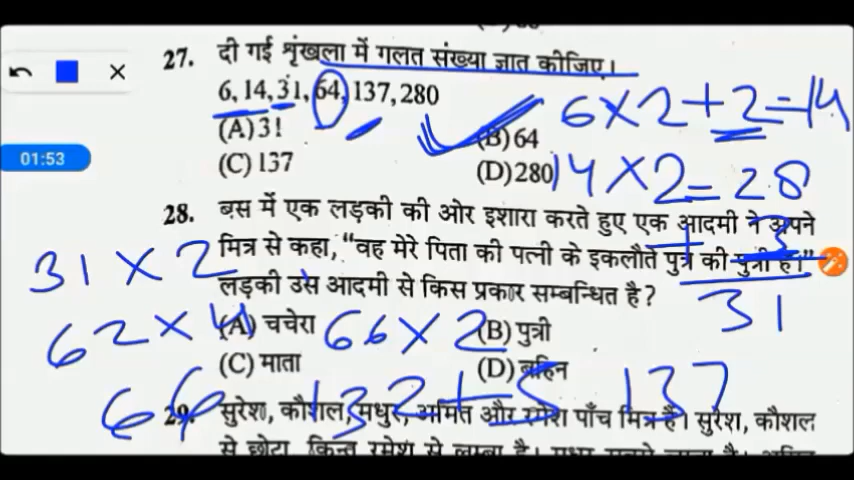 27. दी गई शृंखला में गलत संख्या ज्ञात कीजिए।
6, 14, 31, 64, 137, 280
(A) 31 (B) 64
(C) 137 (D) 280
6 X 2 + 2 = 14
14 X 2 = 28
+ 3
31
01:53
28. बस में एक लड़की की ओर इशारा करते हुए एक आदमी ने अपने
मित्र से कहा, “वह मेरे पिता की पत्नी के इकलौते पुत्र की पुत्री है।”
लड़की उस आदमी से किस प्रकार सम्बन्धित है?
(A) चचेरा (B) पुत्री
(C) माता (D) बहिन
31 X 2
62 X 4
66
66 X 2
132 + 5 137
29. सुरेश, कौशल, मधुर, अमित और रमेश पाँच मित्र हैं। सुरेश, कौशल
से छोटा, किन्तु रमेश से लम्बा है।